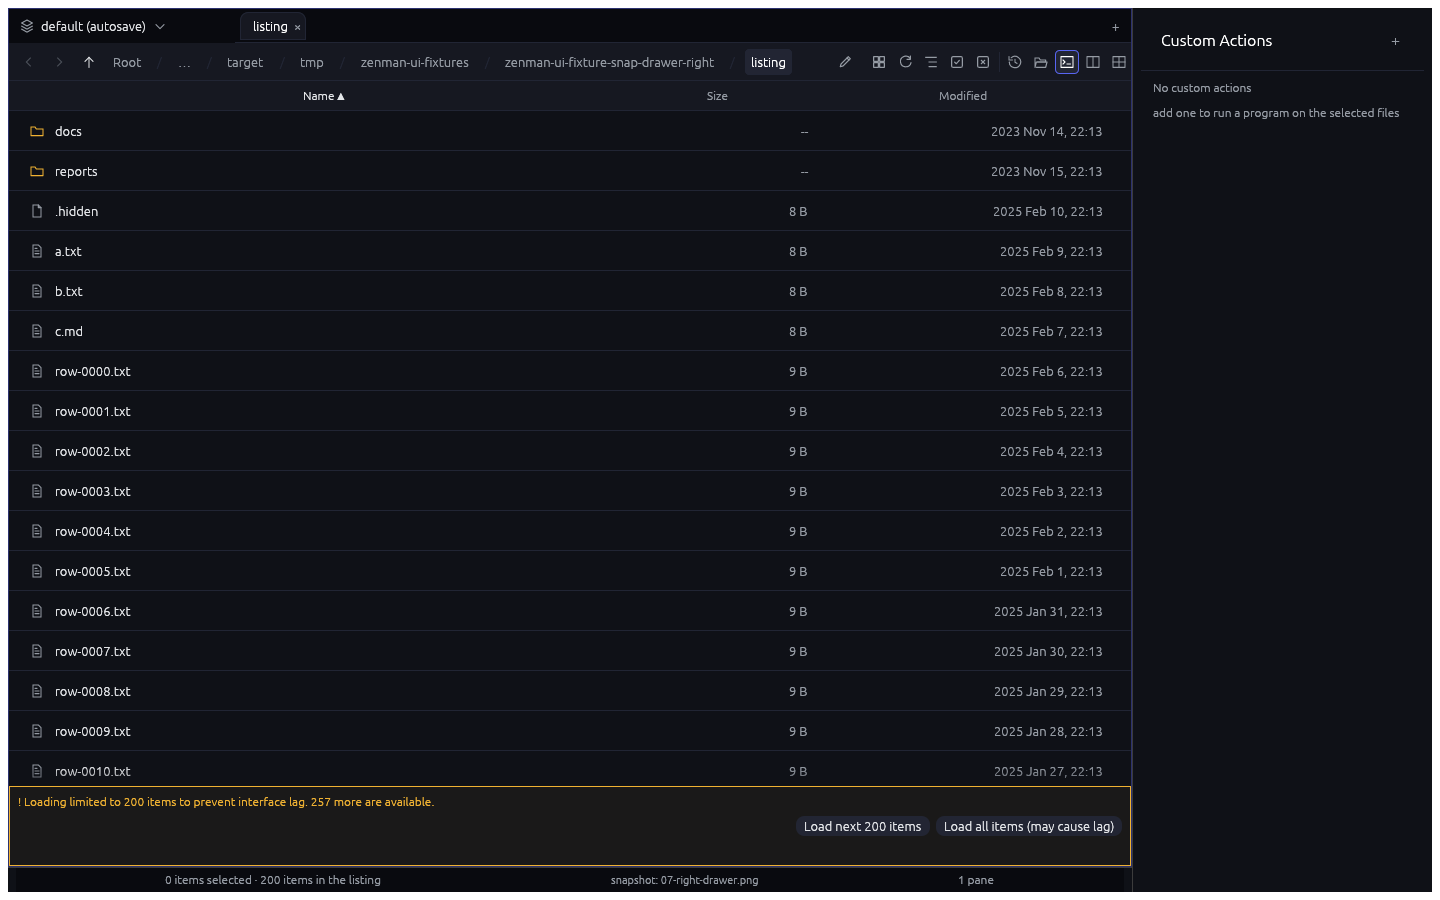 default (autosave)
listing ×
+
Root / … / target / tmp / zenman-ui-fixtures / zenman-ui-fixture-snap-drawer-right / listing
Name ▲ Size Modified
docs -- 2023 Nov 14, 22:13
reports -- 2023 Nov 15, 22:13
.hidden 8 B 2025 Feb 10, 22:13
a.txt 8 B 2025 Feb 9, 22:13
b.txt 8 B 2025 Feb 8, 22:13
c.md 8 B 2025 Feb 7, 22:13
row-0000.txt 9 B 2025 Feb 6, 22:13
row-0001.txt 9 B 2025 Feb 5, 22:13
row-0002.txt 9 B 2025 Feb 4, 22:13
row-0003.txt 9 B 2025 Feb 3, 22:13
row-0004.txt 9 B 2025 Feb 2, 22:13
row-0005.txt 9 B 2025 Feb 1, 22:13
row-0006.txt 9 B 2025 Jan 31, 22:13
row-0007.txt 9 B 2025 Jan 30, 22:13
row-0008.txt 9 B 2025 Jan 29, 22:13
row-0009.txt 9 B 2025 Jan 28, 22:13
row-0010.txt 9 B 2025 Jan 27, 22:13
! Loading limited to 200 items to prevent interface lag. 257 more are available.
Load next 200 items Load all items (may cause lag)
0 items selected · 200 items in the listing snapshot: 07-right-drawer.png 1 pane
Custom Actions +
No custom actions
add one to run a program on the selected files